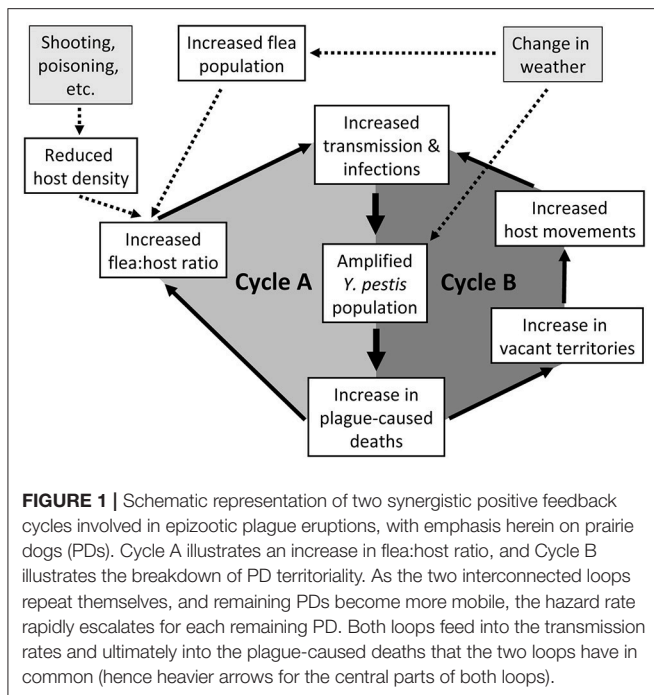 Shooting,
poisoning,
etc.
Increased flea
population
Change in
weather
Reduced
host density
Increased
transmission &
infections
Increased
flea:host ratio
Increased
host movements
Cycle A
Amplified
Y. pestis
population
Cycle B
Increase in
vacant territories
Increase in
plague-caused
deaths
FIGURE 1 | Schematic representation of two synergistic positive feedback
cycles involved in epizootic plague eruptions, with emphasis herein on prairie
dogs (PDs). Cycle A illustrates an increase in flea:host ratio, and Cycle B
illustrates the breakdown of PD territoriality. As the two interconnected loops
repeat themselves, and remaining PDs become more mobile, the hazard rate
rapidly escalates for each remaining PD. Both loops feed into the transmission
rates and ultimately into the plague-caused deaths that the two loops have in
common (hence heavier arrows for the central parts of both loops).